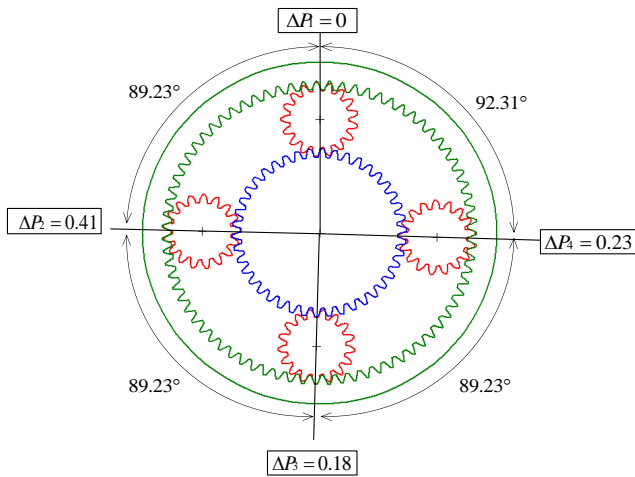 ΔP₁ = 0
89.23°
92.31°
ΔP₂ = 0.41
ΔP₄ = 0.23
89.23°
89.23°
ΔP₃ = 0.18